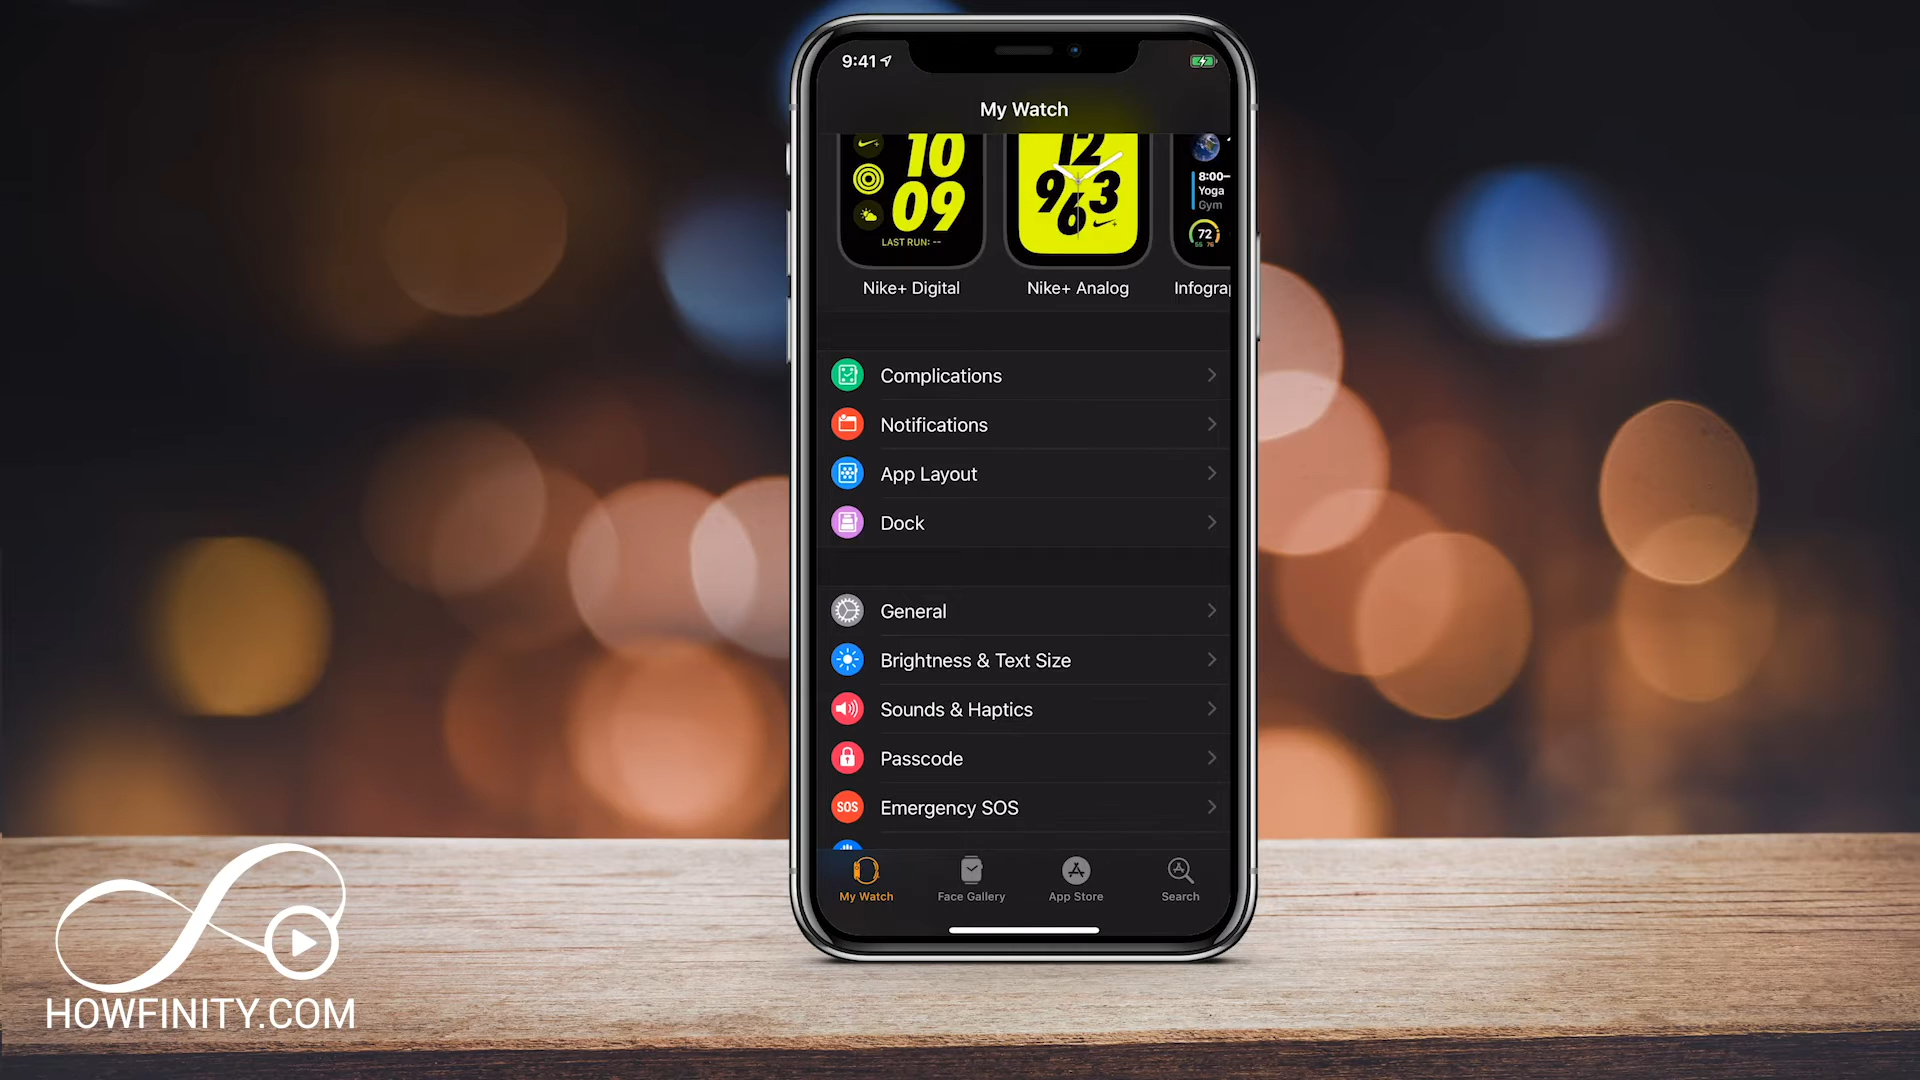 9:41
My Watch
10
09
LAST RUN: --
12
9 3
6
8:00–
Yoga
Gym
72
55 76
Nike+ Digital
Nike+ Analog
Infogra
Complications
Notifications
App Layout
Dock
General
Brightness & Text Size
Sounds & Haptics
Passcode
SOS
Emergency SOS
My Watch
Face Gallery
App Store
Search
HOWFINITY.COM